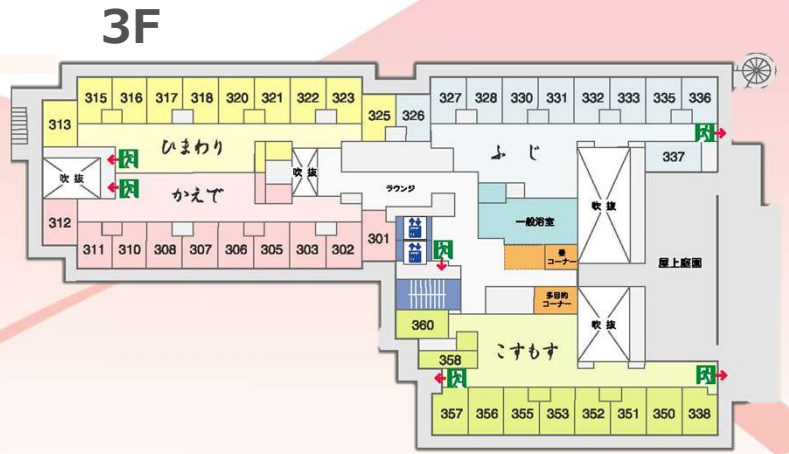 3F
315 316 317 318 320 321 322 323
327 328 330 331 332 333 335 336
313
325 326
ひまわり
ふじ
337
吹抜
吹抜
かえで
ラウンジ
吹抜
312
301
一般浴室
311 310 308 307 306 305 303 302
畳
コーナー
屋上庭園
多目的
コーナー
360
吹抜
こすもす
358
357 356 355 353 352 351 350 338